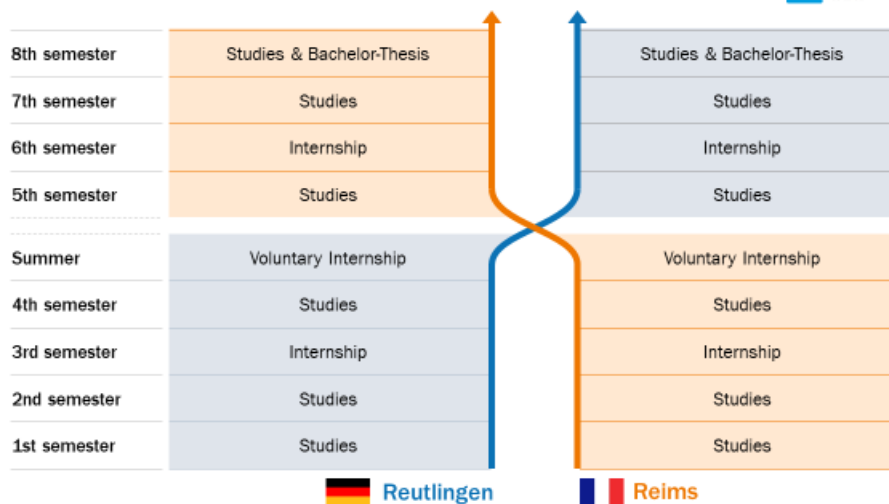 8th semester Studies & Bachelor-Thesis Studies & Bachelor-Thesis
7th semester Studies Studies
6th semester Internship Internship
5th semester Studies Studies
Summer Voluntary Internship Voluntary Internship
4th semester Studies Studies
3rd semester Internship Internship
2nd semester Studies Studies
1st semester Studies Studies
Reutlingen Reims